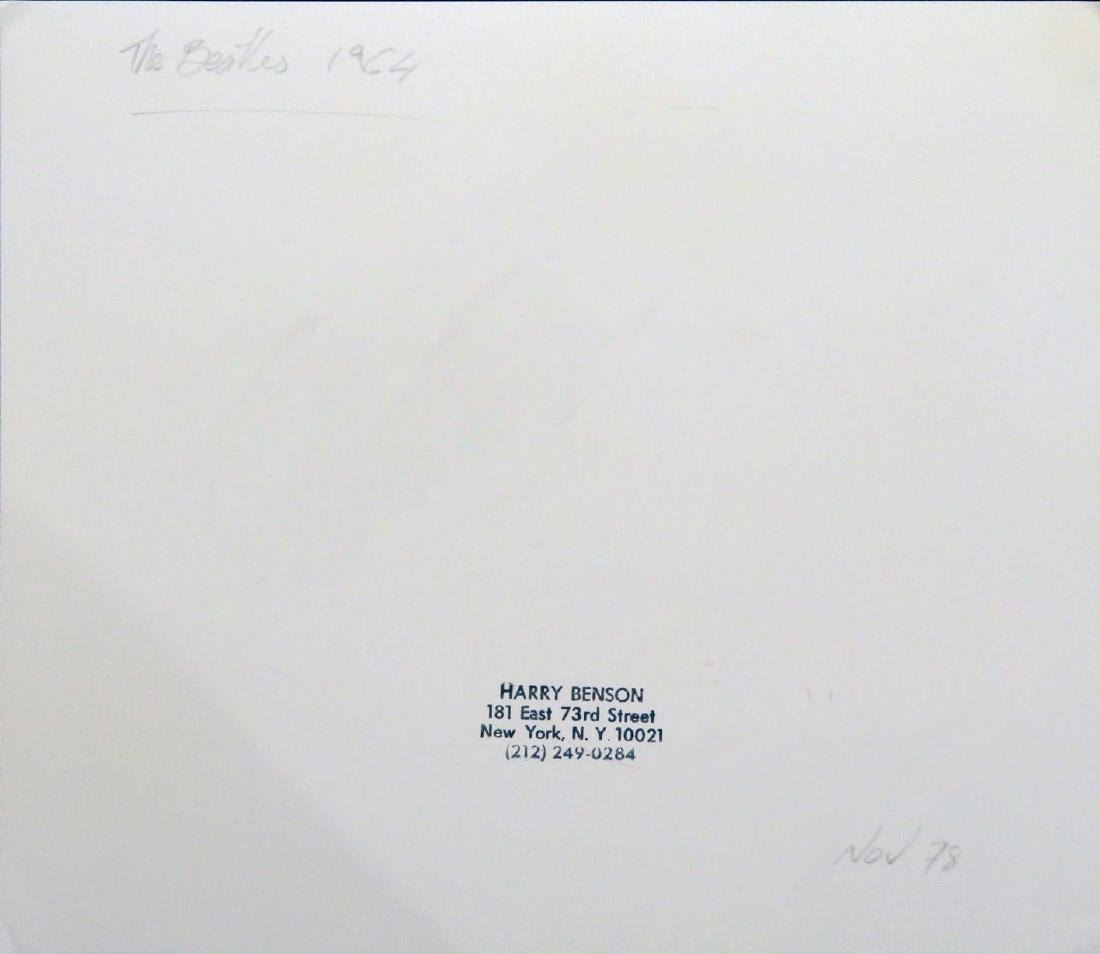 The Beatles 1964
HARRY BENSON
181 East 73rd Street
New York, N. Y. 10021
(212) 249-0284
Nov 78